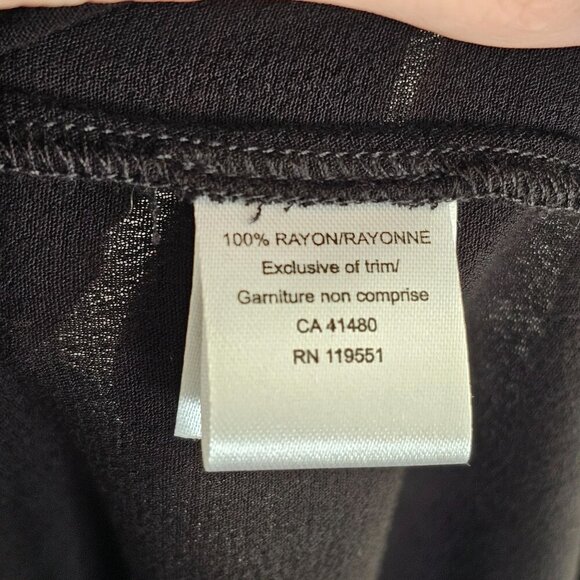 100% RAYON/RAYONNE
Exclusive of trim/
Garniture non comprise
CA 41480
RN 119551